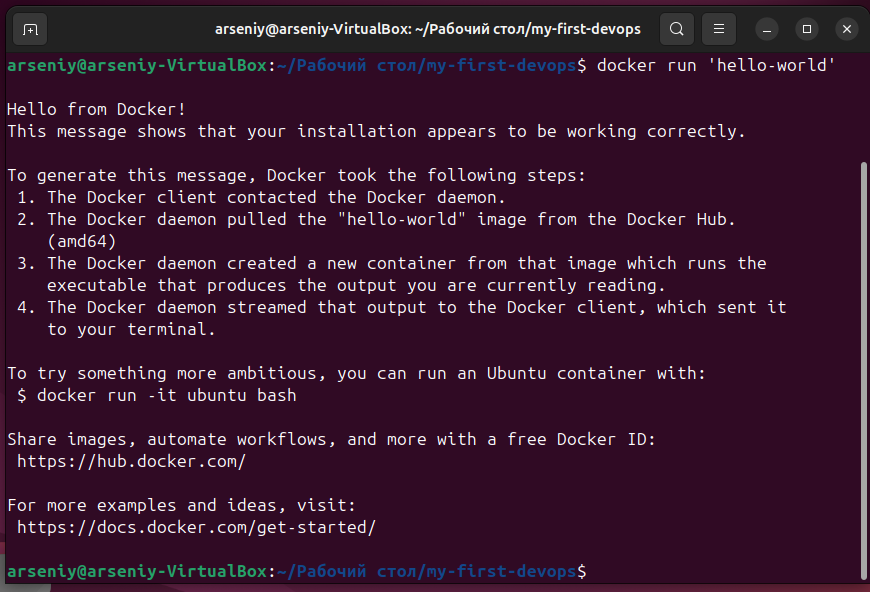 arseniy@arseniy-VirtualBox: ~/Рабочий стол/my-first-devops
arseniy@arseniy-VirtualBox:~/Рабочий стол/my-first-devops$ docker run 'hello-world'
Hello from Docker!
This message shows that your installation appears to be working correctly.
To generate this message, Docker took the following steps:
1. The Docker client contacted the Docker daemon.
2. The Docker daemon pulled the "hello-world" image from the Docker Hub.
(amd64)
3. The Docker daemon created a new container from that image which runs the
executable that produces the output you are currently reading.
4. The Docker daemon streamed that output to the Docker client, which sent it
to your terminal.
To try something more ambitious, you can run an Ubuntu container with:
$ docker run -it ubuntu bash
Share images, automate workflows, and more with a free Docker ID:
https://hub.docker.com/
For more examples and ideas, visit:
https://docs.docker.com/get-started/
arseniy@arseniy-VirtualBox:~/Рабочий стол/my-first-devops$